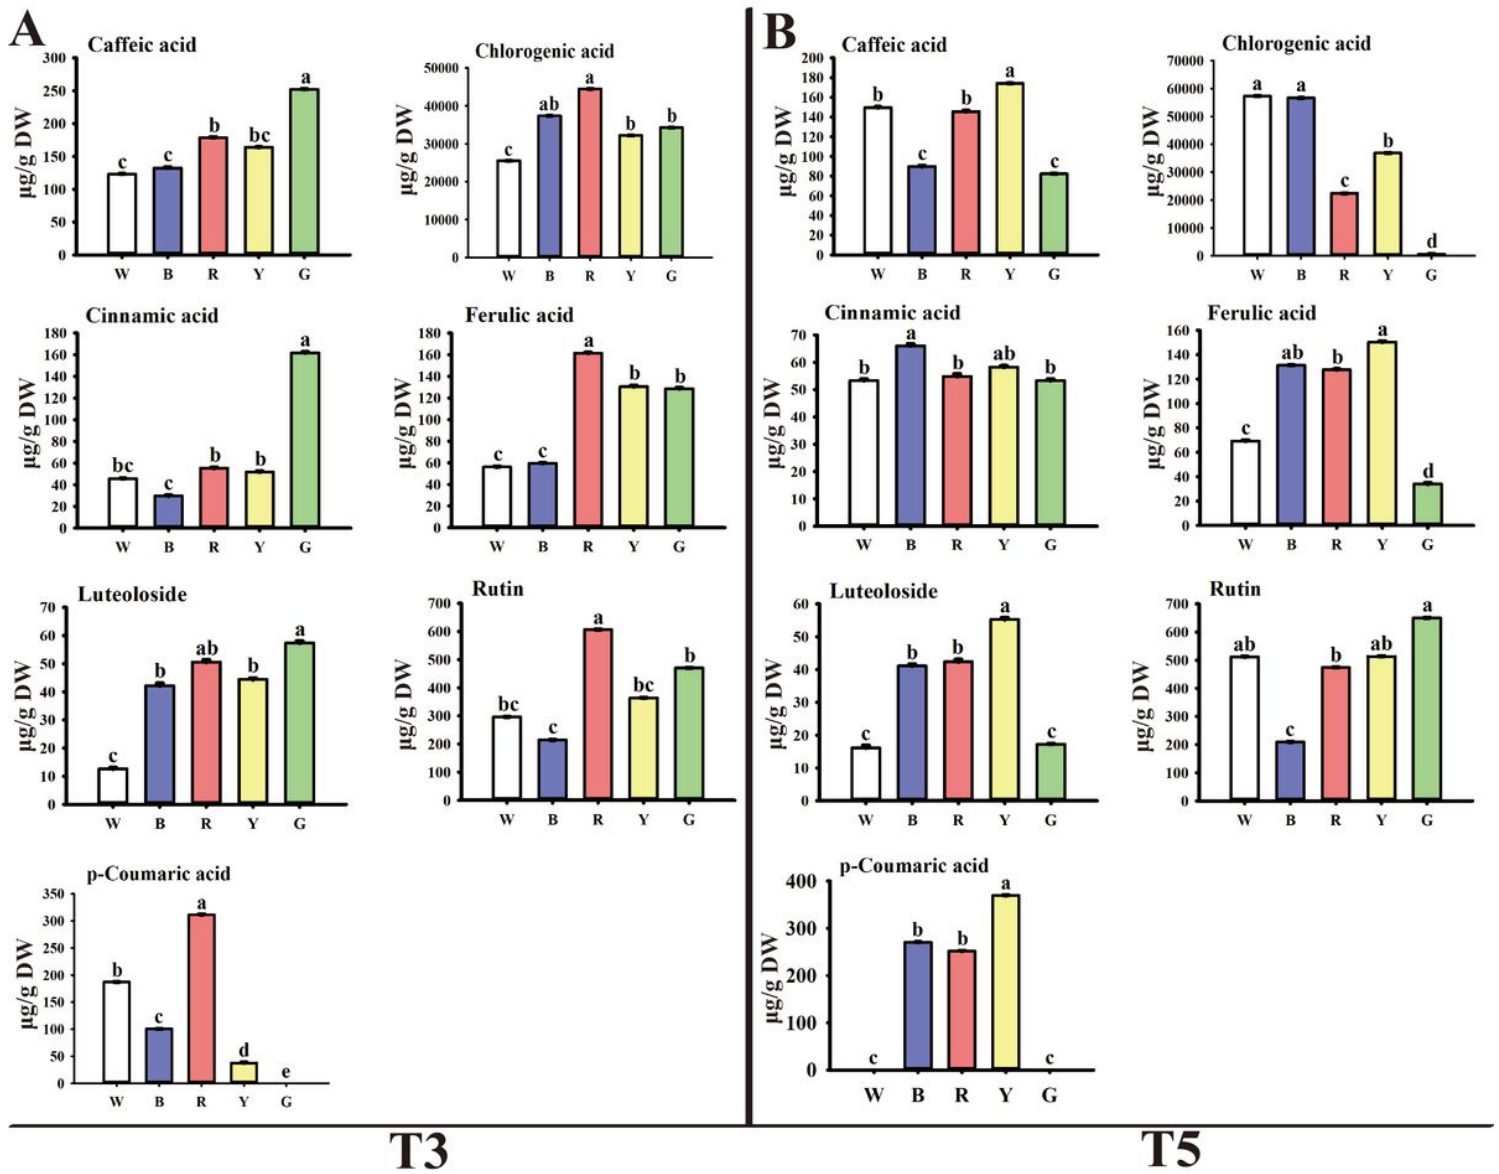 A
Caffeic acid
µg/g DW
300
250
200
150
100
50
0
c c b bc a
W B R Y G
Chlorogenic acid
µg/g DW
50000
40000
30000
20000
10000
0
c ab a b b
W B R Y G
Cinnamic acid
µg/g DW
180
160
140
120
100
80
60
40
20
0
bc c b b a
W B R Y G
Ferulic acid
µg/g DW
180
160
140
120
100
80
60
40
20
0
c c a b b
W B R Y G
Luteoloside
µg/g DW
70
60
50
40
30
20
10
0
c b ab b a
W B R Y G
Rutin
µg/g DW
700
600
500
400
300
200
100
0
bc c a bc b
W B R Y G
p-Coumaric acid
µg/g DW
350
300
250
200
150
100
50
0
b c a d e
W B R Y G
T3
B
Caffeic acid
µg/g DW
200
180
160
140
120
100
80
60
40
20
0
b c b a c
W B R Y G
Chlorogenic acid
µg/g DW
70000
60000
50000
40000
30000
20000
10000
0
a a c b d
W B R Y G
Cinnamic acid
µg/g DW
70
60
50
40
30
20
10
0
b a b ab b
W B R Y G
Ferulic acid
µg/g DW
160
140
120
100
80
60
40
20
0
c ab b a d
W B R Y G
Luteoloside
µg/g DW
60
50
40
30
20
10
0
c b b a c
W B R Y G
Rutin
µg/g DW
700
600
500
400
300
200
100
0
ab c b ab a
W B R Y G
p-Coumaric acid
µg/g DW
400
300
200
100
0
c b b a c
W B R Y G
T5